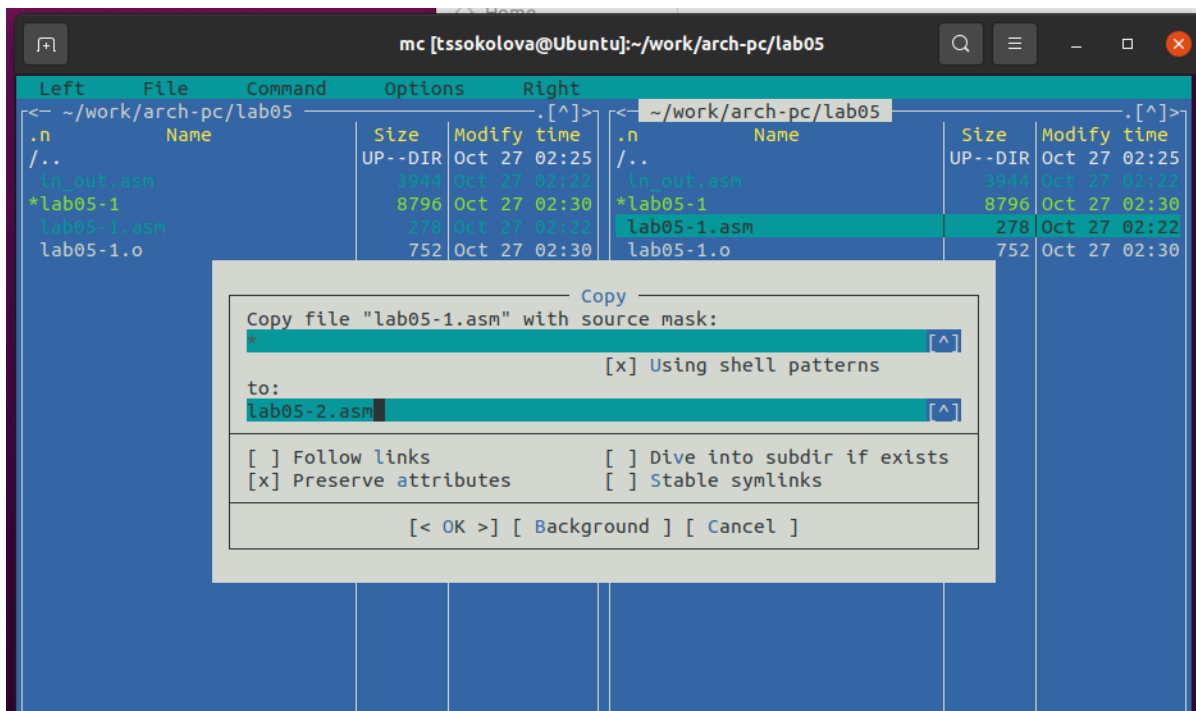 Home
mc [tssokolova@Ubuntu]:~/work/arch-pc/lab05
Left File Command Options Right
<─ ~/work/arch-pc/lab05 ─.[^]>
.n Name Size Modify time
/.. UP--DIR Oct 27 02:25
in_out.asm 3944 Oct 27 02:22
*lab05-1 8796 Oct 27 02:30
lab05-1.asm 278 Oct 27 02:22
lab05-1.o 752 Oct 27 02:30
<─ ~/work/arch-pc/lab05 ─.[^]>
.n Name Size Modify time
/.. UP--DIR Oct 27 02:25
in_out.asm 3944 Oct 27 02:22
*lab05-1 8796 Oct 27 02:30
lab05-1.asm 278 Oct 27 02:22
lab05-1.o 752 Oct 27 02:30
Copy
Copy file "lab05-1.asm" with source mask:
* [^]
[x] Using shell patterns
to:
lab05-2.asm [^]
[ ] Follow links [ ] Dive into subdir if exists
[x] Preserve attributes [ ] Stable symlinks
[< OK >] [ Background ] [ Cancel ]